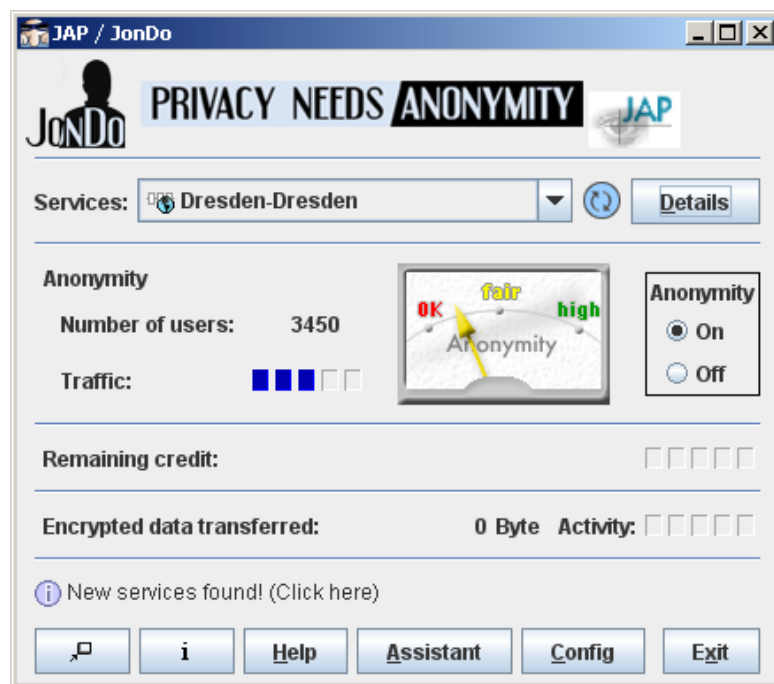 JAP / JonDo
JONDO PRIVACY NEEDS ANONYMITY JAP
Services: Dresden-Dresden Details
Anonymity
Number of users: 3450
Traffic:
OK fair high
Anonymity
Anonymity
On
Off
Remaining credit:
Encrypted data transferred: 0 Byte Activity:
New services found! (Click here)
i Help Assistant Config Exit